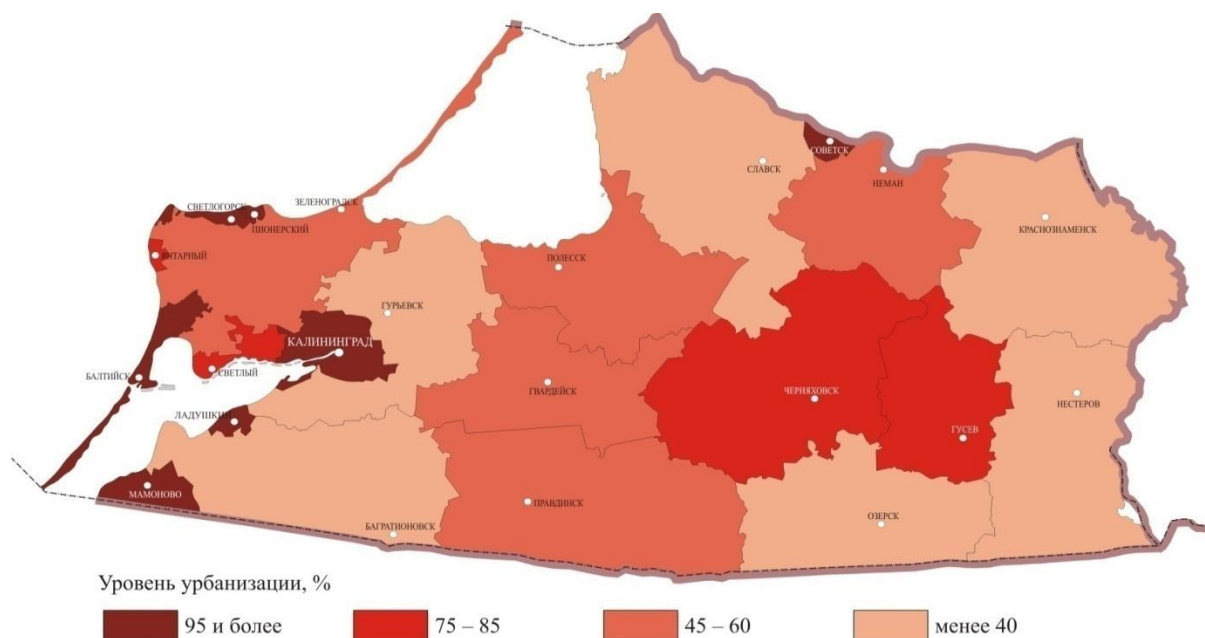 СОВЕТСК
СЛАВСК
НЕМАН
СВЕТЛОГОРСК
ЗЕЛЕНОГРАДСК
ПИОНЕРСКИЙ
КРАСНОЗНАМЕНСК
ЯНТАРНЫЙ
ПОЛЕССК
ГУРЬЕВСК
КАЛИНИНГРАД
БАЛТИЙСК
СВЕТЛЫЙ
ГВАРДЕЙСК
ЧЕРНЯХОВСК
НЕСТЕРОВ
ЛАДУШКИН
ГУСЕВ
МАМОНОВО
ПРАВДИНСК
БАГРАТИОНОВСК
ОЗЕРСК
Уровень урбанизации, %
95 и более
75 – 85
45 – 60
менее 40